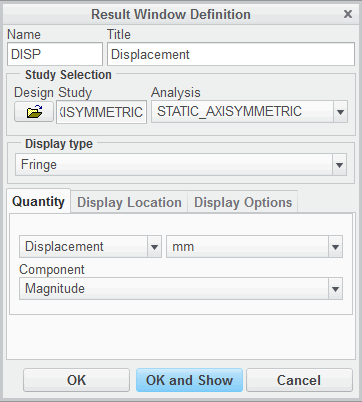 Result Window Definition
Name Title
DISP Displacement
Study Selection
Design Study Analysis
ISYMMETRIC STATIC_AXISYMMETRIC
Display type
Fringe
Quantity Display Location Display Options
Displacement mm
Component
Magnitude
OK OK and Show Cancel